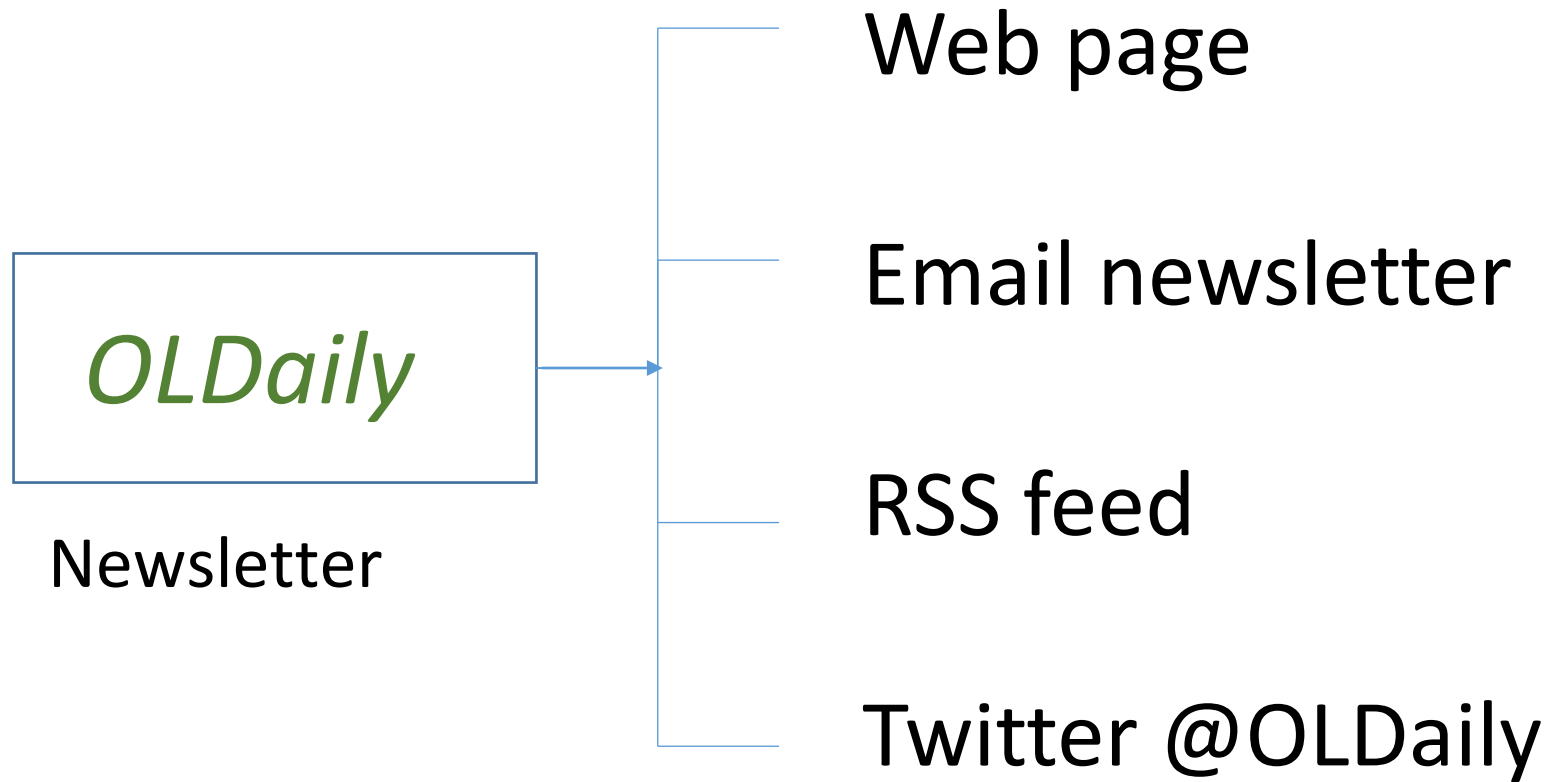 OLDaily
Newsletter
Web page
Email newsletter
RSS feed
Twitter @OLDaily